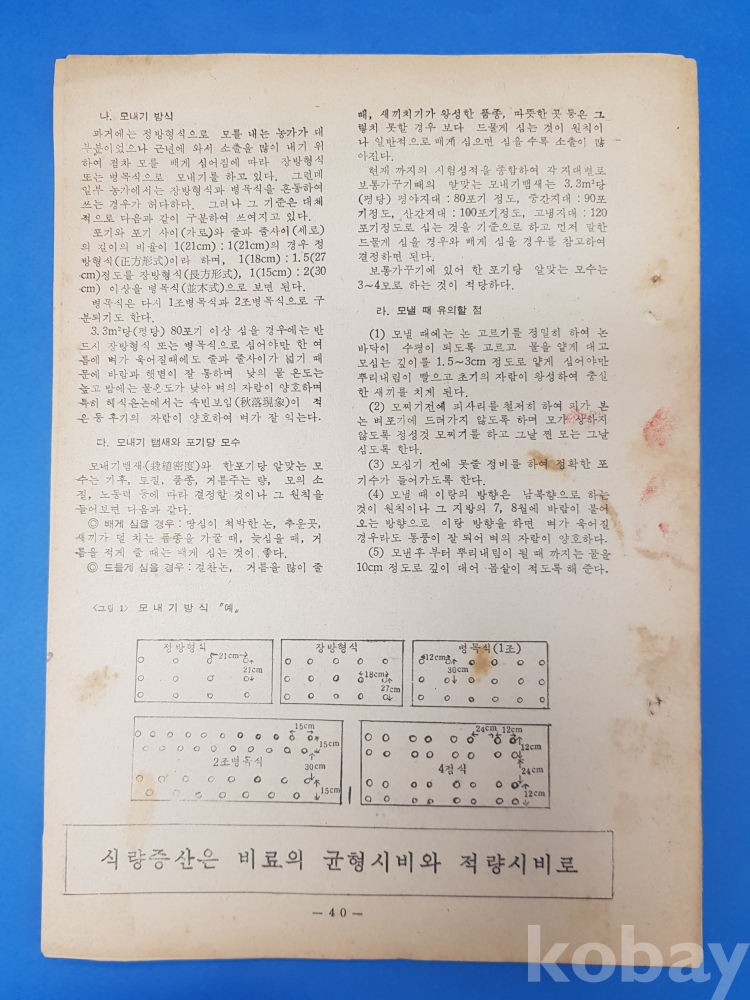 나. 모내기 방식
과거에는 정방형식으로 모를 내는 농가가 대
부분이었으나 근년에 와서 소출을 많이 내기 위
하여 점차 모를 배게 심어짐에 따라 장방형식
또는 병목식으로 모내기를 하고 있다. 그런데
일부 농가에서는 장방형식과 병목식을 혼동하여
쓰는 경우가 허다하다. 그러나 그 기준은 대체
적으로 다음과 같이 구분하여 쓰여지고 있다.
포기와 포기 사이(가로)와 줄과 줄사이(세로)
의 길이의 비율이 1(21cm) : 1(21cm)의 경우 정
방형식(正方形式)이라 하며, 1(18cm) : 1.5(27
cm)정도를 장방형식(長方形式), 1(15cm) : 2(30
cm) 이상을 병목식(並木式)으로 보면 된다.
병목식은 다시 1조병목식과 2조병목식으로 구
분되기도 한다.
3.3m²당(평당) 80포기 이상 심을 경우에는 반
드시 장방형식 또는 병목식으로 심어야만 한 여
름에 벼가 욱어질때에도 줄과 줄사이가 넓기 때
문에 바람과 햇볕이 잘 통하며 낮의 물 온도는
높고 밤에는 물온도가 낮아 벼의 자람이 양호하며
특히 해식은논에서는 속빈보임(秋落現象)이 적
은 등 후기의 자람이 양호하여 벼가 잘 익는다.
다. 모내기 뱀새와 포기당 모수
모내기뱀새(栽植密度)와 한포기당 알맞는 모
수는 기후, 토질, 품종, 거름주는 량, 모의 소
질, 노동력 등에 따라 결정할 것이나 그 원칙을
들어보면 다음과 같다.
◎ 배게 심을 경우 : 땅심이 척박한 논, 추운곳,
새끼가 덜 치는 품종을 가꿀 때, 늦심을 때, 거
름을 적게 줄 때는 배게 심는 것이 좋다.
◎ 드물게 심을 경우 : 걸찬논, 거름을 많이 줄
때, 새끼치기가 왕성한 품종, 따뜻한 곳 등은 그
렇치 못할 경우 보다 드물게 심는 것이 원칙이
나 일반적으로 배게 심으면 심을 수록 소출이 많
아진다.
현재 까지의 시험성적을 종합하여 각 지대별로
보통가꾸기때의 알맞는 모내기뱀새는 3.3m²당
(평당) 평야지대 : 80포기 정도, 중간지대 : 90포
기정도, 산간지대 : 100포기정도, 고냉지대 : 120
포기정도로 심는 것을 기준으로 하고 먼저 말한
드물게 심을 경우와 배게 심을 경우를 참고하여
결정하면 된다.
보통가꾸기에 있어 한 포기당 알맞는 모수는
3~4모로 하는 것이 적당하다.
라. 모낼 때 유의할 점
(1) 모낼 때에는 논 고르기를 정밀히 하여 논
바닥이 수평이 되도록 고르고 물을 얕게 대고
모심는 깊이를 1.5~3cm 정도로 얕게 심어야만
뿌리내림이 빨으고 초기의 자람이 왕성하여 충실
한 새끼를 치게 된다.
(2) 모찌기전에 피사리를 철저히 하여 피가 본
논 벼포기에 드러가지 않도록 하며 모가 상하지
않도록 정성껏 모찌기를 하고 그날 찐 모는 그날
심도록 한다.
(3) 모심기 전에 못줄 정비를 하여 정확한 포
기수가 들어가도록 한다.
(4) 모낼 때 이랑의 방향은 남북향으로 하는
것이 원칙이나 그 지방의 7, 8월에 바람이 불어
오는 방향으로 이랑 방향을 하면 벼가 욱어질
경우라도 통풍이 잘 되어 벼의 자람이 양호하다.
(5) 모낸후 부터 뿌리내림이 될 때 까지는 물을
10cm 정도로 깊이 대어 몸살이 적도록 해 준다.
<그림 1> 모내기방식 "예"
정방형식
21cm
21cm
장방형식
18cm
27cm
병목식(1조)
12cm
30cm
2조병목식
15cm
15cm
30cm
15cm
4점식
24cm 12cm
12cm
24cm
12cm
식량증산은 비료의 균형시비와 적량시비로
— 40 —
kobay